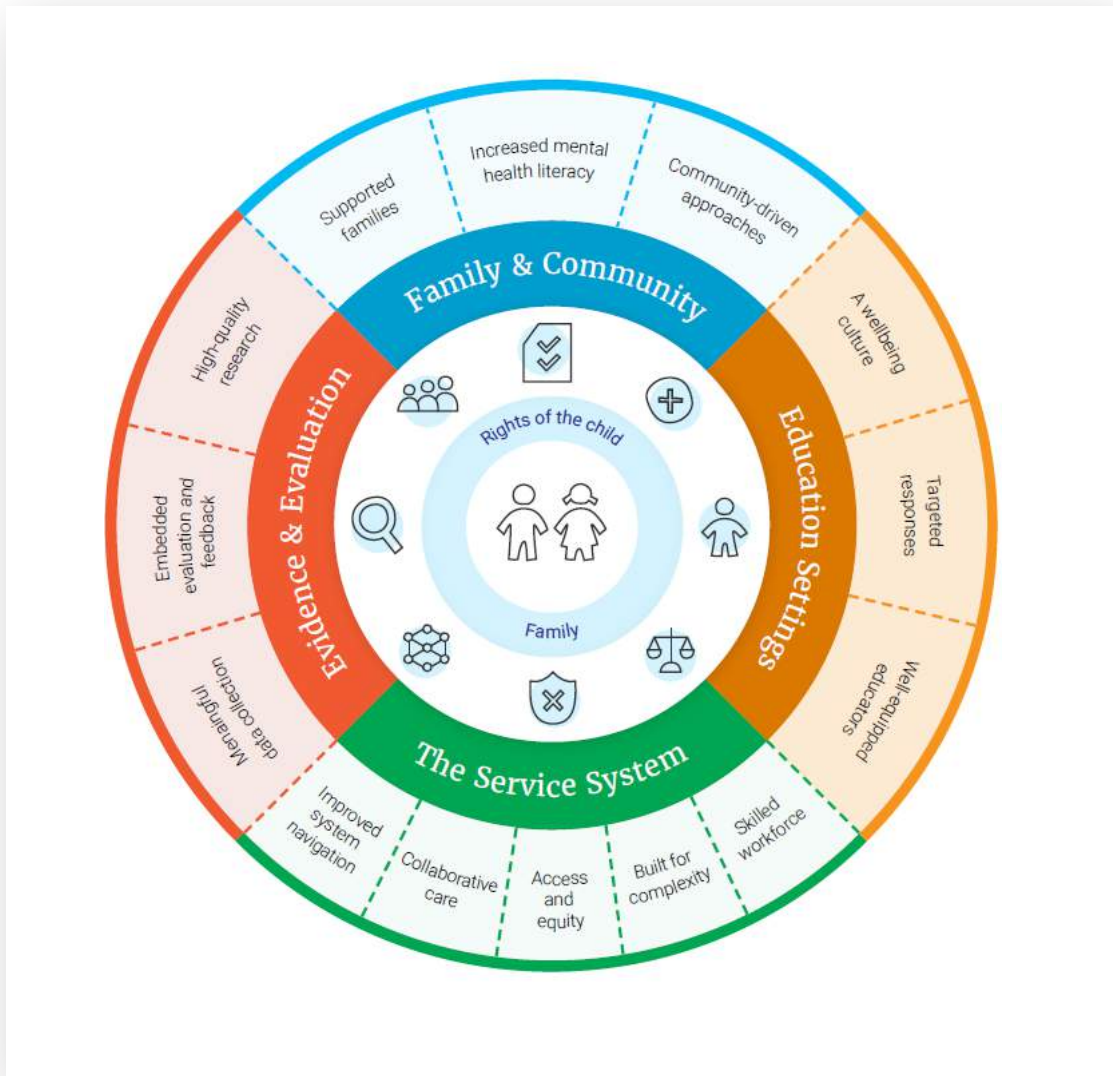 Supported
families
Increased mental
health literacy
Community-driven
approaches
Family & Community
A wellbeing
culture
Targeted
responses
Well-equipped
educators
Education Settings
Skilled
workforce
Built for
complexity
Access
and
equity
Collaborative
care
Improved
system
navigation
The Service System
Menaingful
data collection
Embedded
evaluation and
feedback
High-quality
research
Evidence & Evaluation
Rights of the child
Family